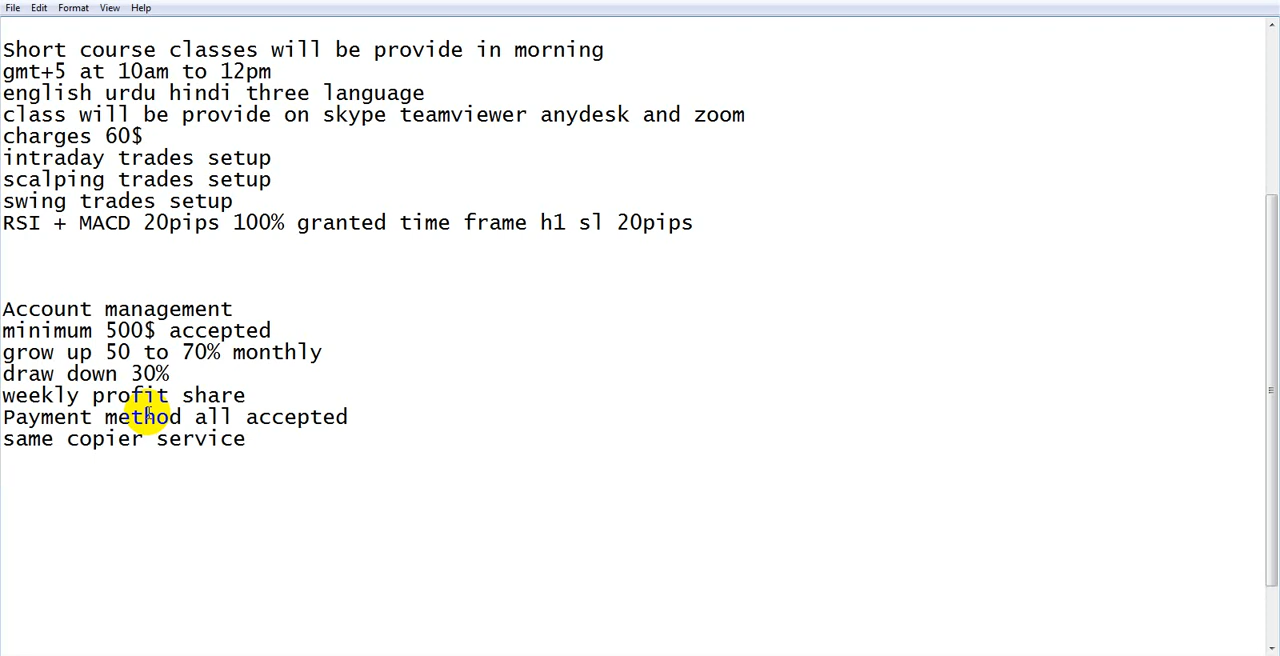 File Edit Format View Help
Short course classes will be provide in morning
gmt+5 at 10am to 12pm
english urdu hindi three language
class will be provide on skype teamviewer anydesk and zoom
charges 60$
intraday trades setup
scalping trades setup
swing trades setup
RSI + MACD 20pips 100% granted time frame h1 sl 20pips
Account management
minimum 500$ accepted
grow up 50 to 70% monthly
draw down 30%
weekly profit share
Payment method all accepted
same copier service